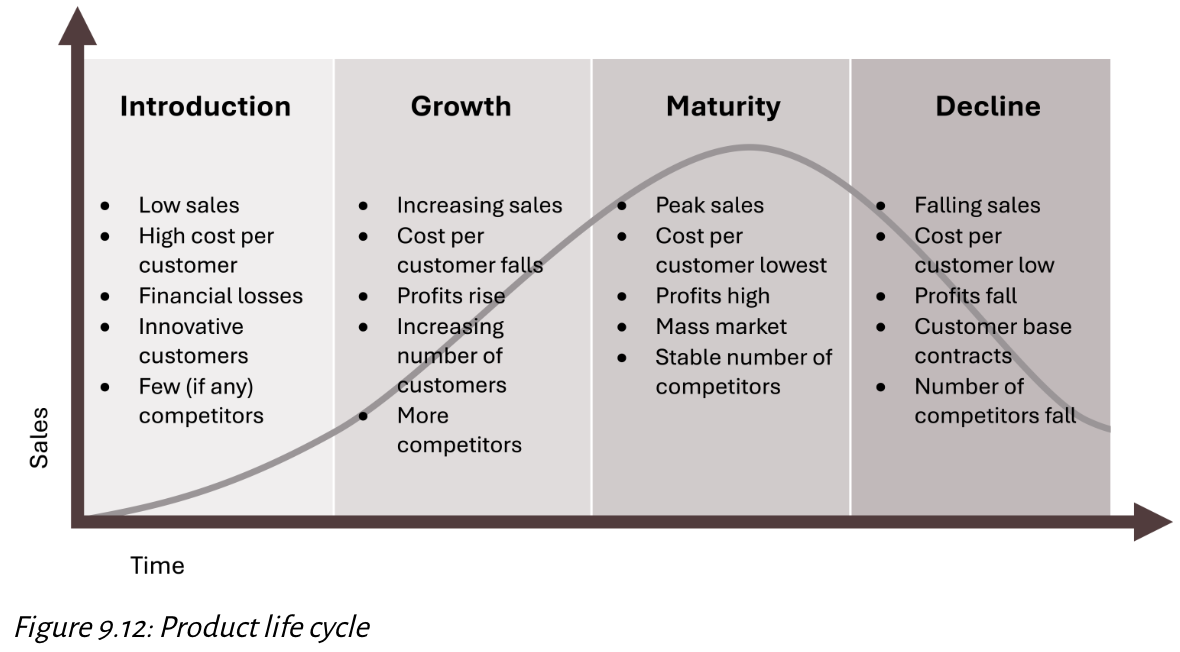 Introduction
Growth
Maturity
Decline
• Low sales
• High cost per
customer
• Financial losses
• Innovative
customers
• Few (if any)
competitors
• Increasing sales
• Cost per
customer falls
• Profits rise
• Increasing
number of
customers
• More
competitors
• Peak sales
• Cost per
customer lowest
• Profits high
• Mass market
• Stable number of
competitors
• Falling sales
• Cost per
customer low
• Profits fall
• Customer base
contracts
• Number of
competitors fall
Sales
Time
Figure 9.12: Product life cycle